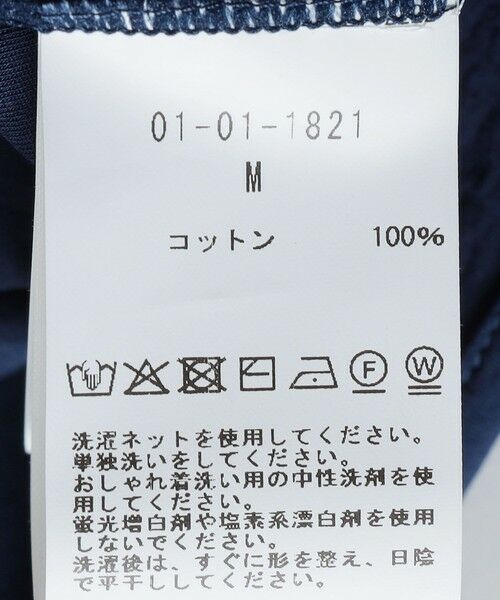 01-01-1821
M
コットン 100%
F W
洗濯ネットを使用してください。
単独洗いをしてください。
おしゃれ着洗い用の中性洗剤を使
用してください。
蛍光増白剤や塩素系漂白剤を使用
しないでください。
洗濯後は、すぐに形を整え、日陰
で平干ししてください。